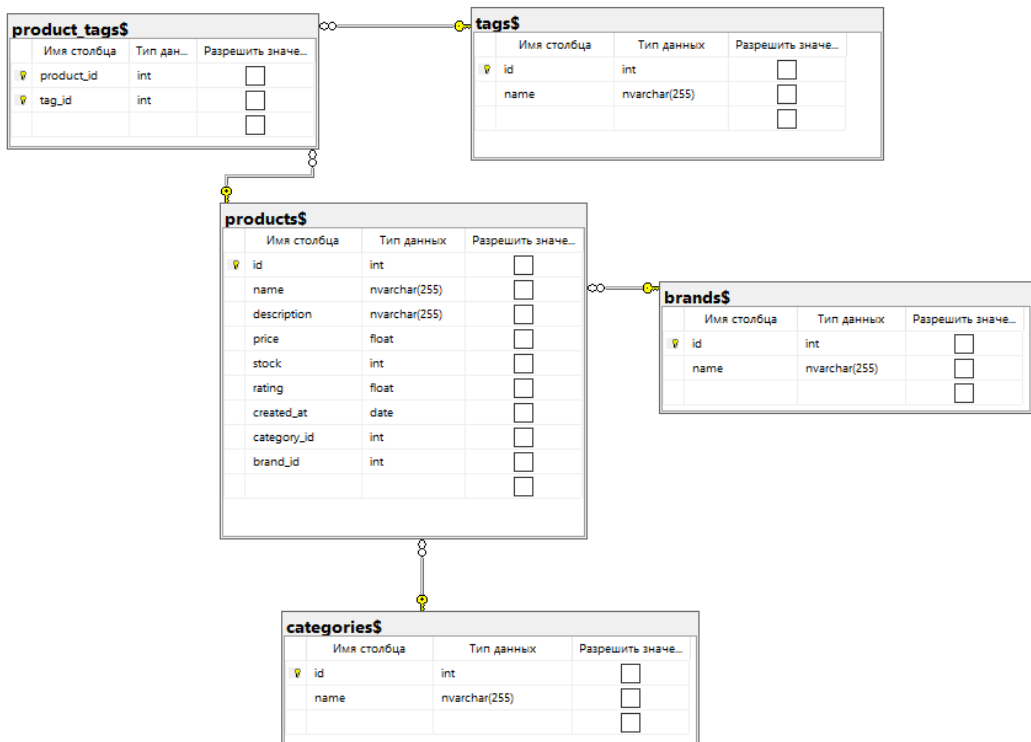 product_tags$
Имя столбца Тип дан... Разрешить значе...
product_id int
tag_id int
tags$
Имя столбца Тип данных Разрешить значе...
id int
name nvarchar(255)
products$
Имя столбца Тип данных Разрешить значе...
id int
name nvarchar(255)
description nvarchar(255)
price float
stock int
rating float
created_at date
category_id int
brand_id int
brands$
Имя столбца Тип данных Разрешить значе...
id int
name nvarchar(255)
categories$
Имя столбца Тип данных Разрешить значе...
id int
name nvarchar(255)